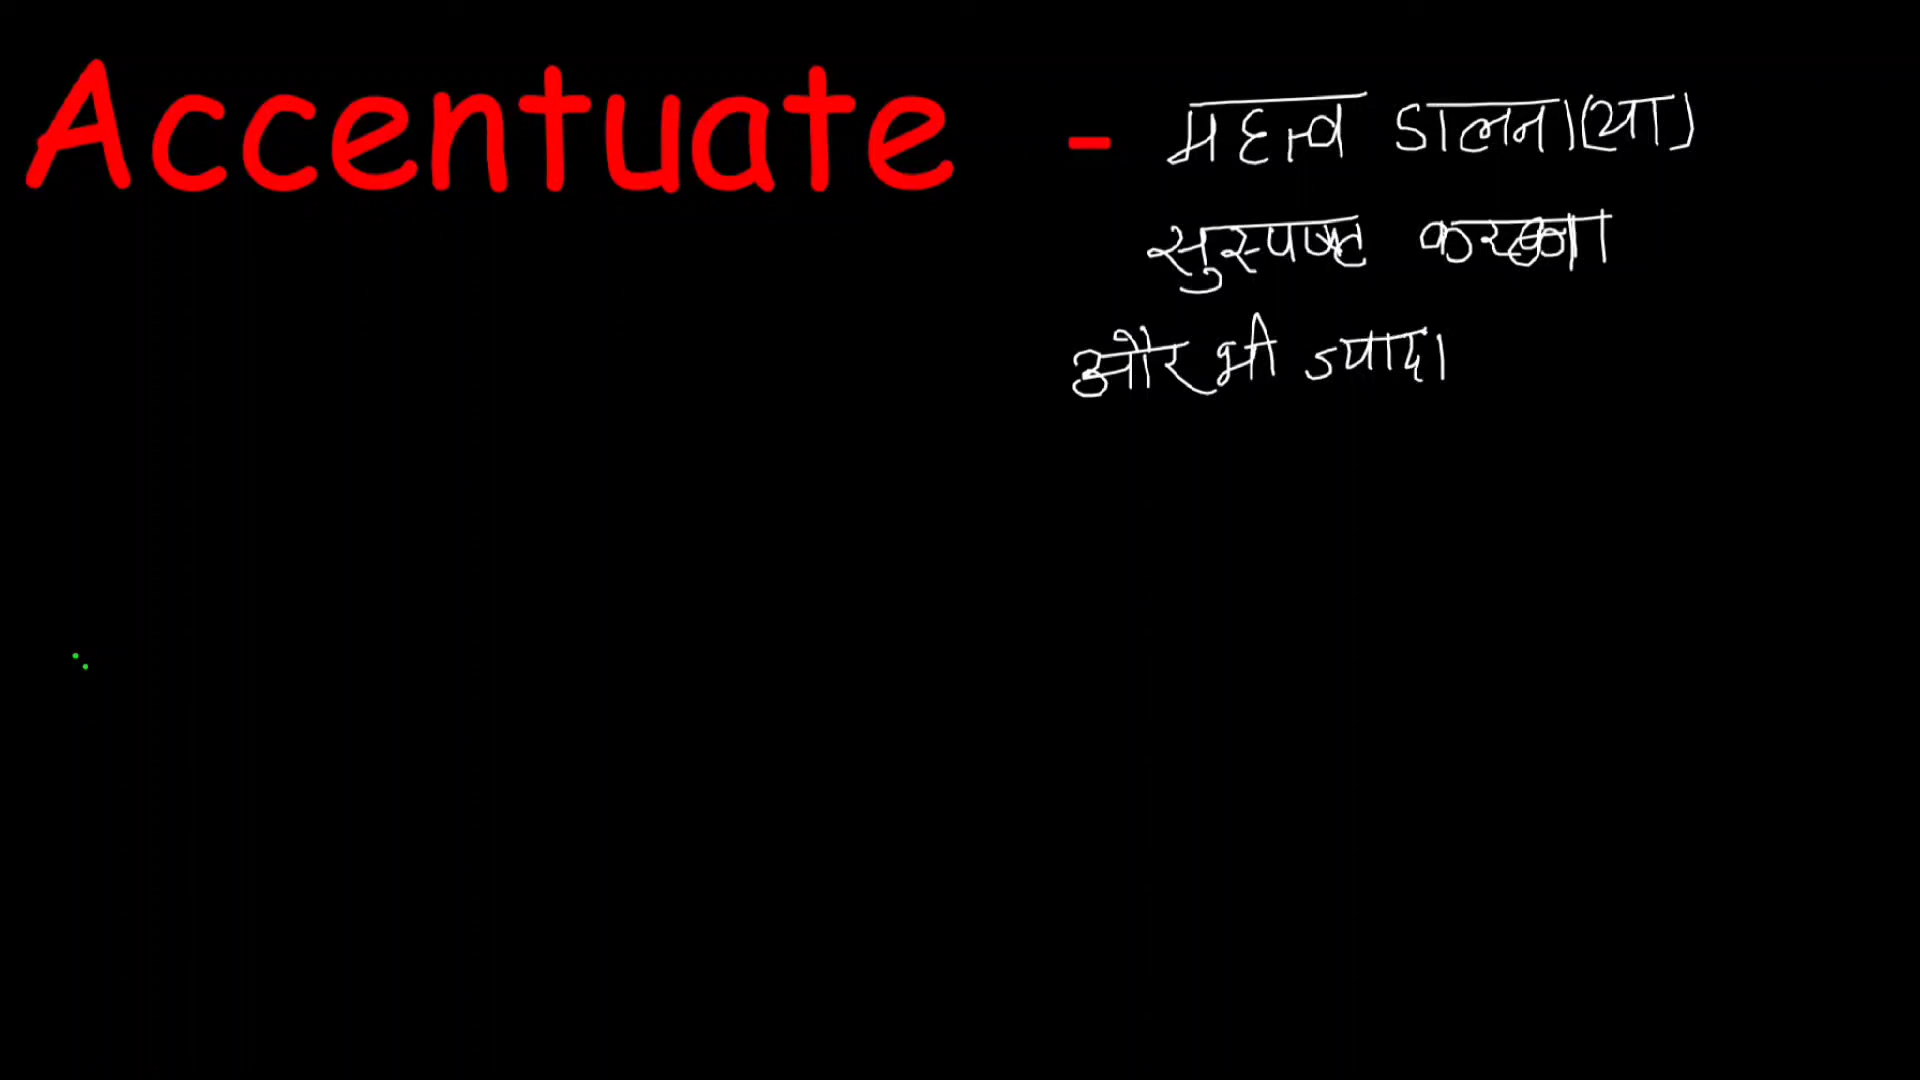 Accentuate - महत्व डालना (या)
सुस्पष्ट करना
और भी ज्यादा